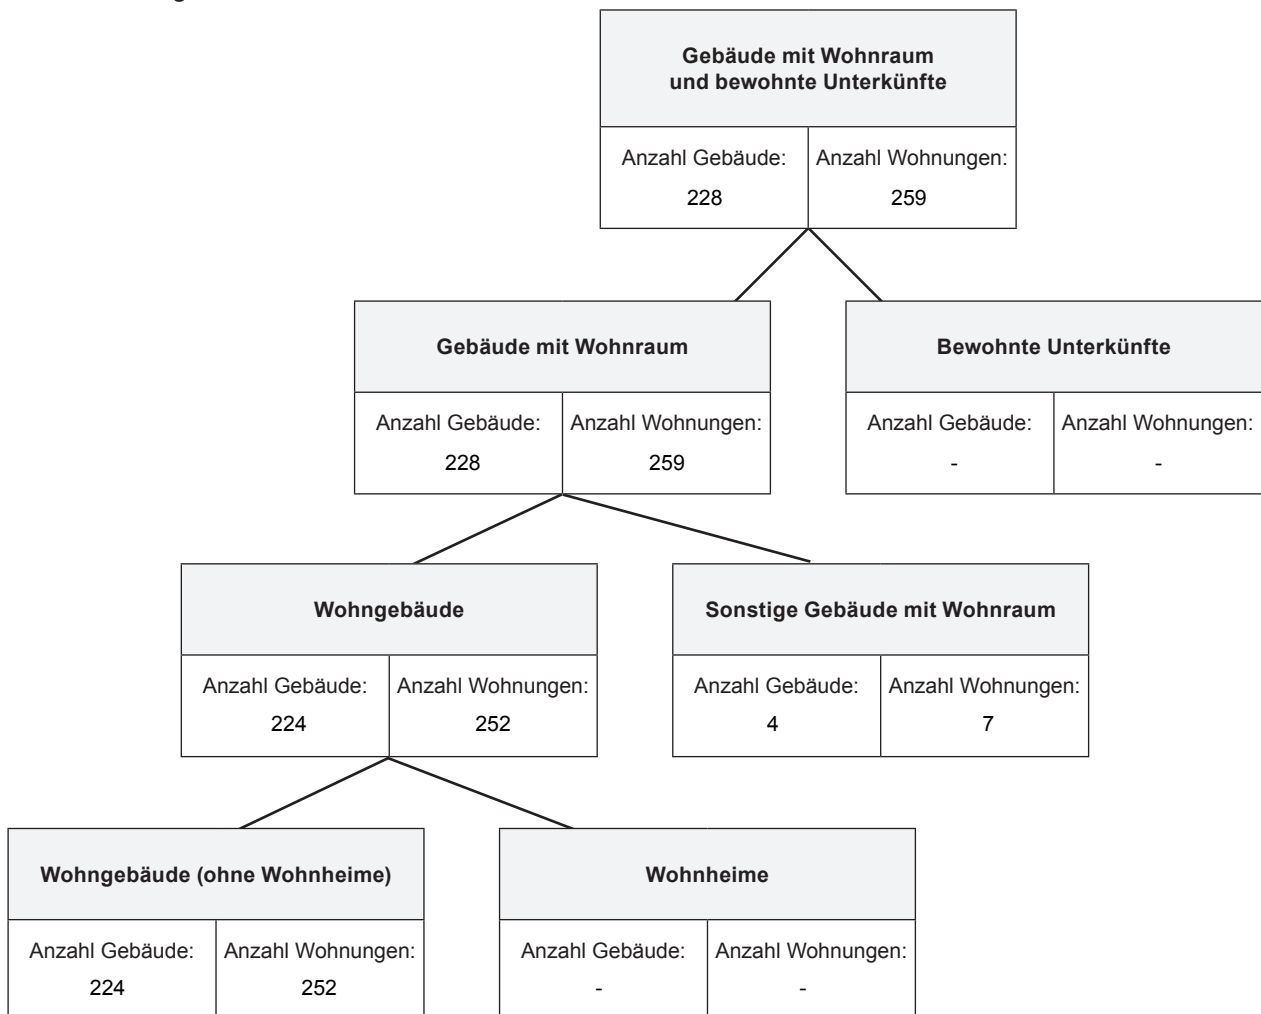 Gebäude mit Wohnraum
und bewohnte Unterkünfte
Anzahl Gebäude: Anzahl Wohnungen:
228 259
Gebäude mit Wohnraum Bewohnte Unterkünfte
Anzahl Gebäude: Anzahl Wohnungen: Anzahl Gebäude: Anzahl Wohnungen:
228 259 - -
Wohngebäude Sonstige Gebäude mit Wohnraum
Anzahl Gebäude: Anzahl Wohnungen: Anzahl Gebäude: Anzahl Wohnungen:
224 252 4 7
Wohngebäude (ohne Wohnheime) Wohnheime
Anzahl Gebäude: Anzahl Wohnungen: Anzahl Gebäude: Anzahl Wohnungen:
224 252 - -